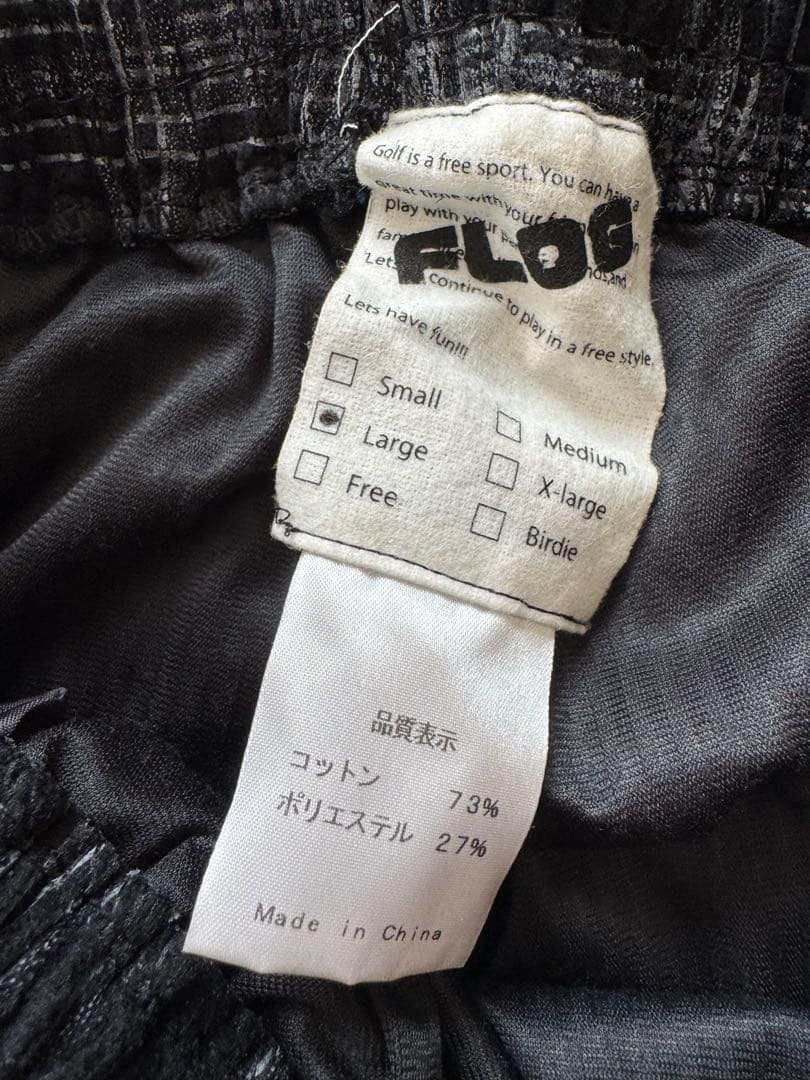 Golf is a free sport. You can have a
great time with your
play with your
FLOG
Lets continue to play in a free style.
Lets have fun!!!
Small
Medium
Large
X-large
Free
Birdie
品質表示
コットン 73%
ポリエステル 27%
Made in China